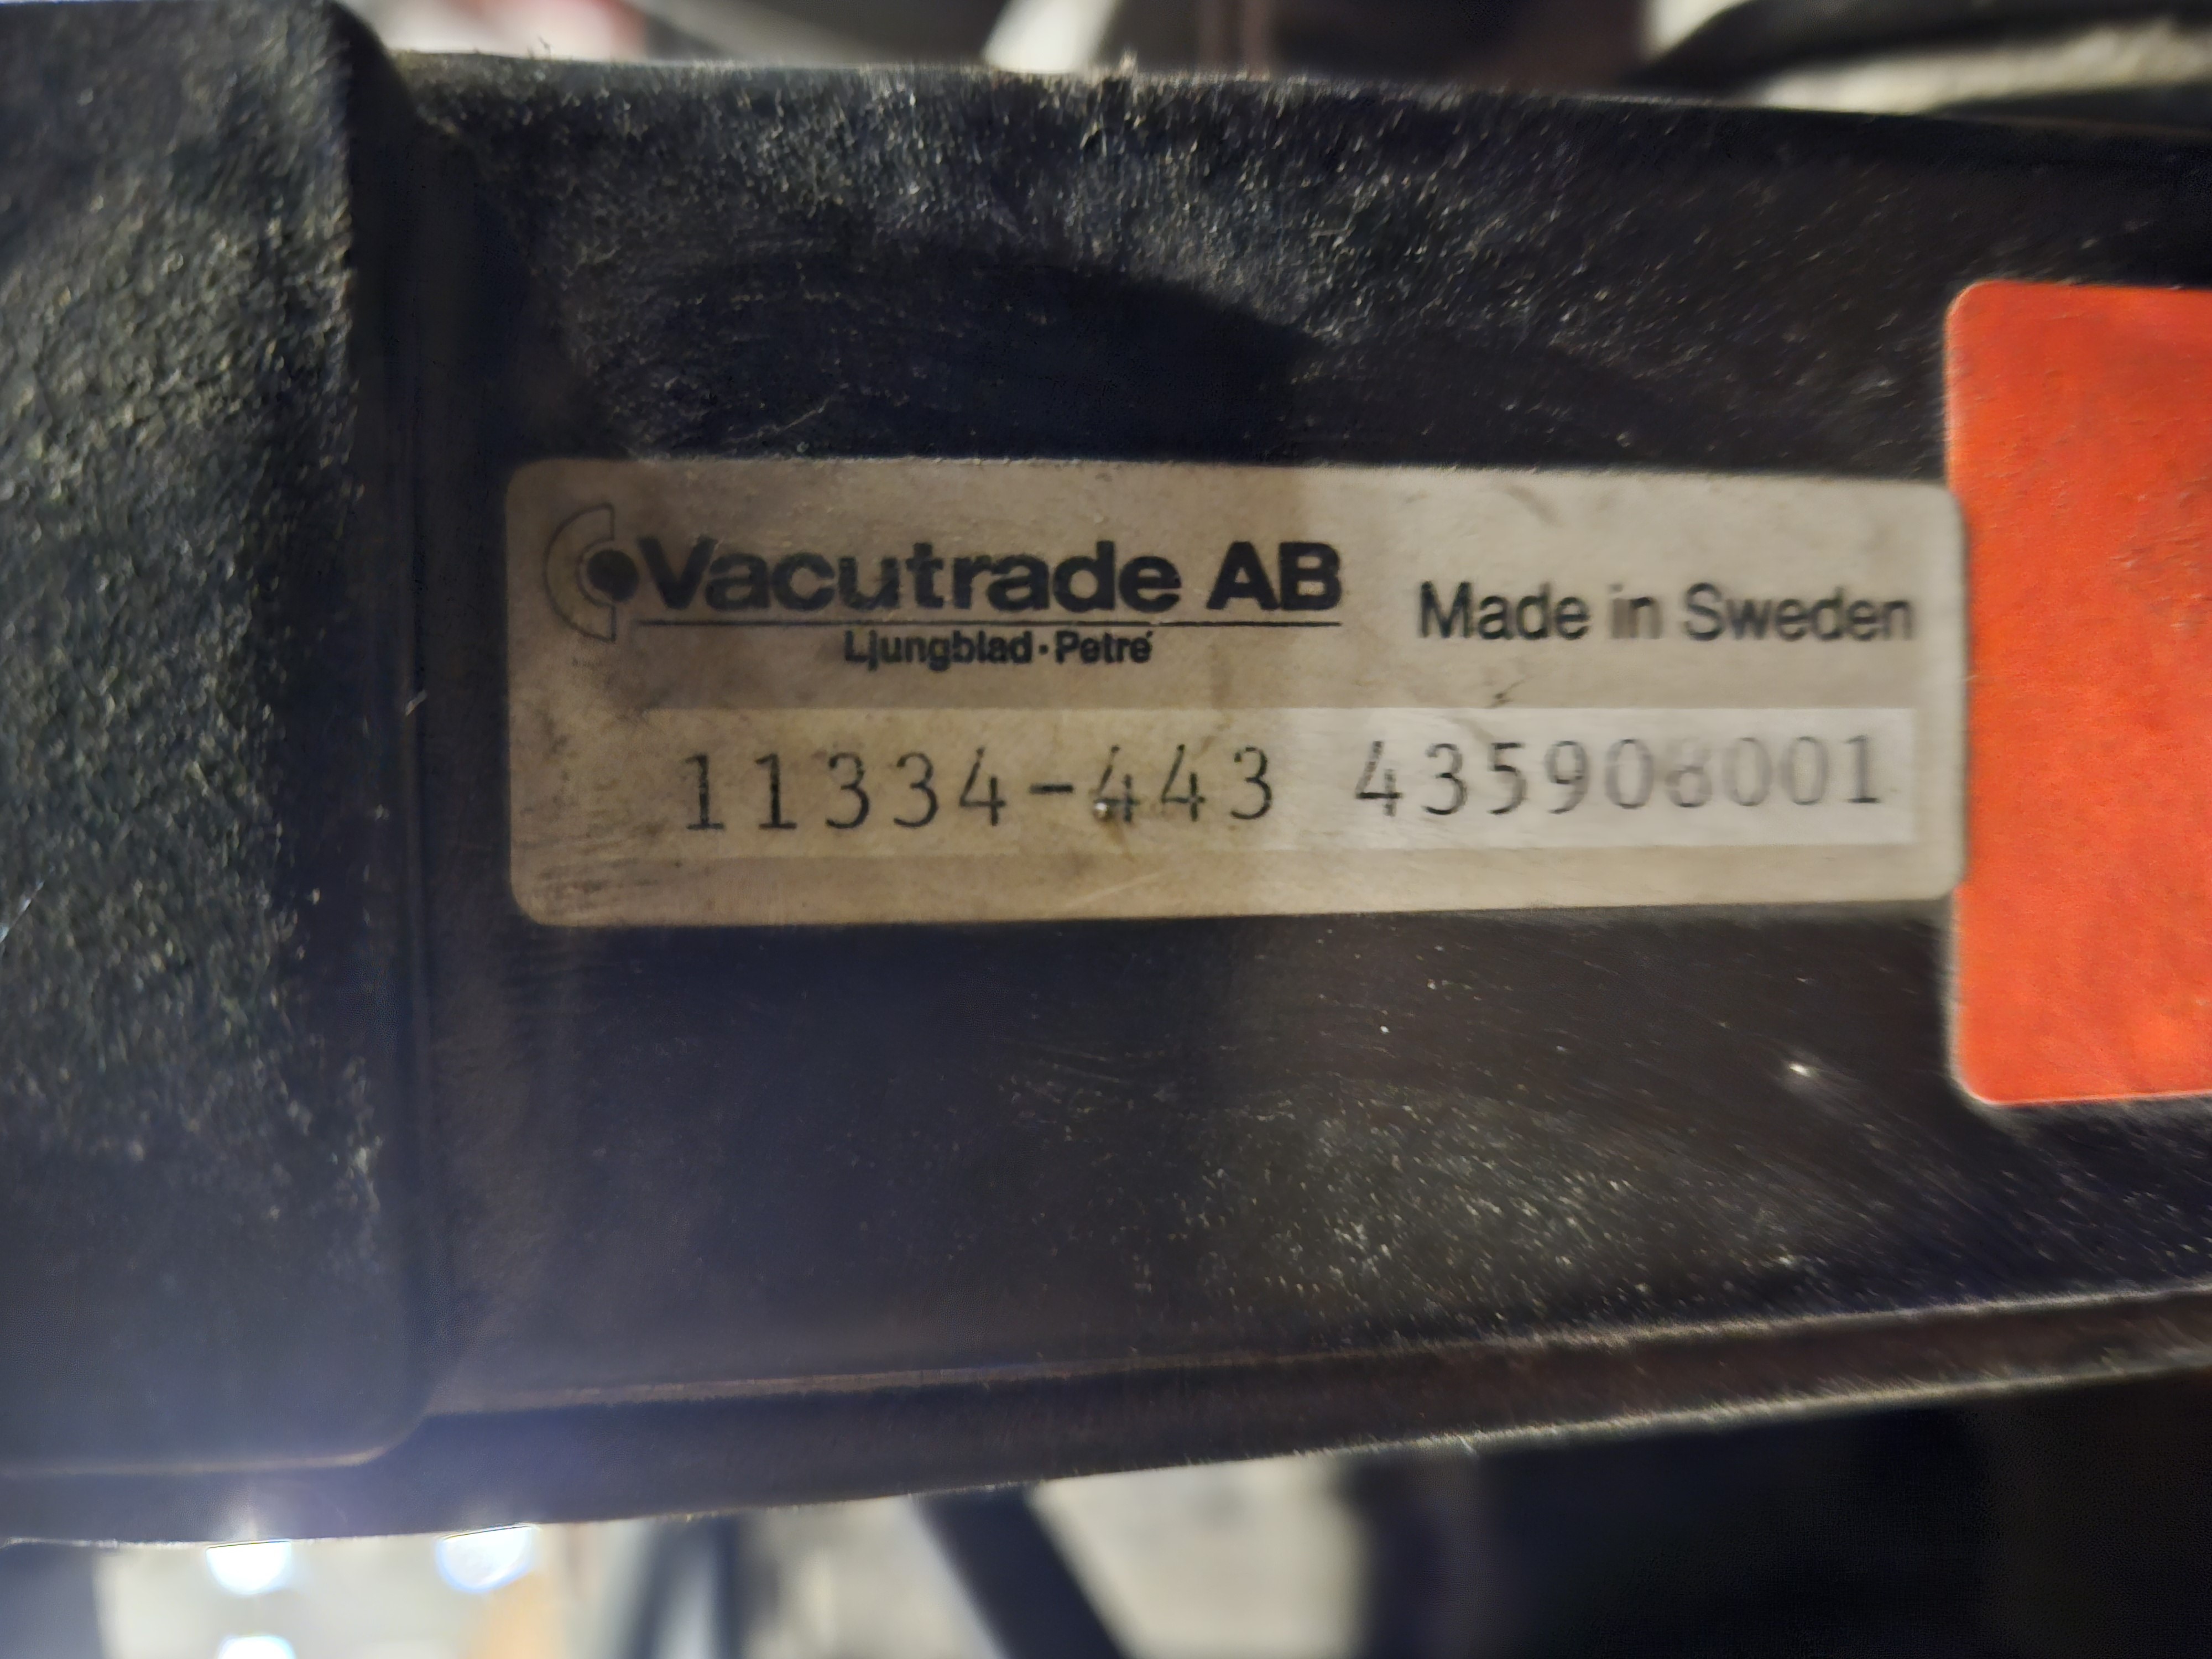 Vacutrade AB
Ljungblad·Petré
Made in Sweden
11334-443 435908001